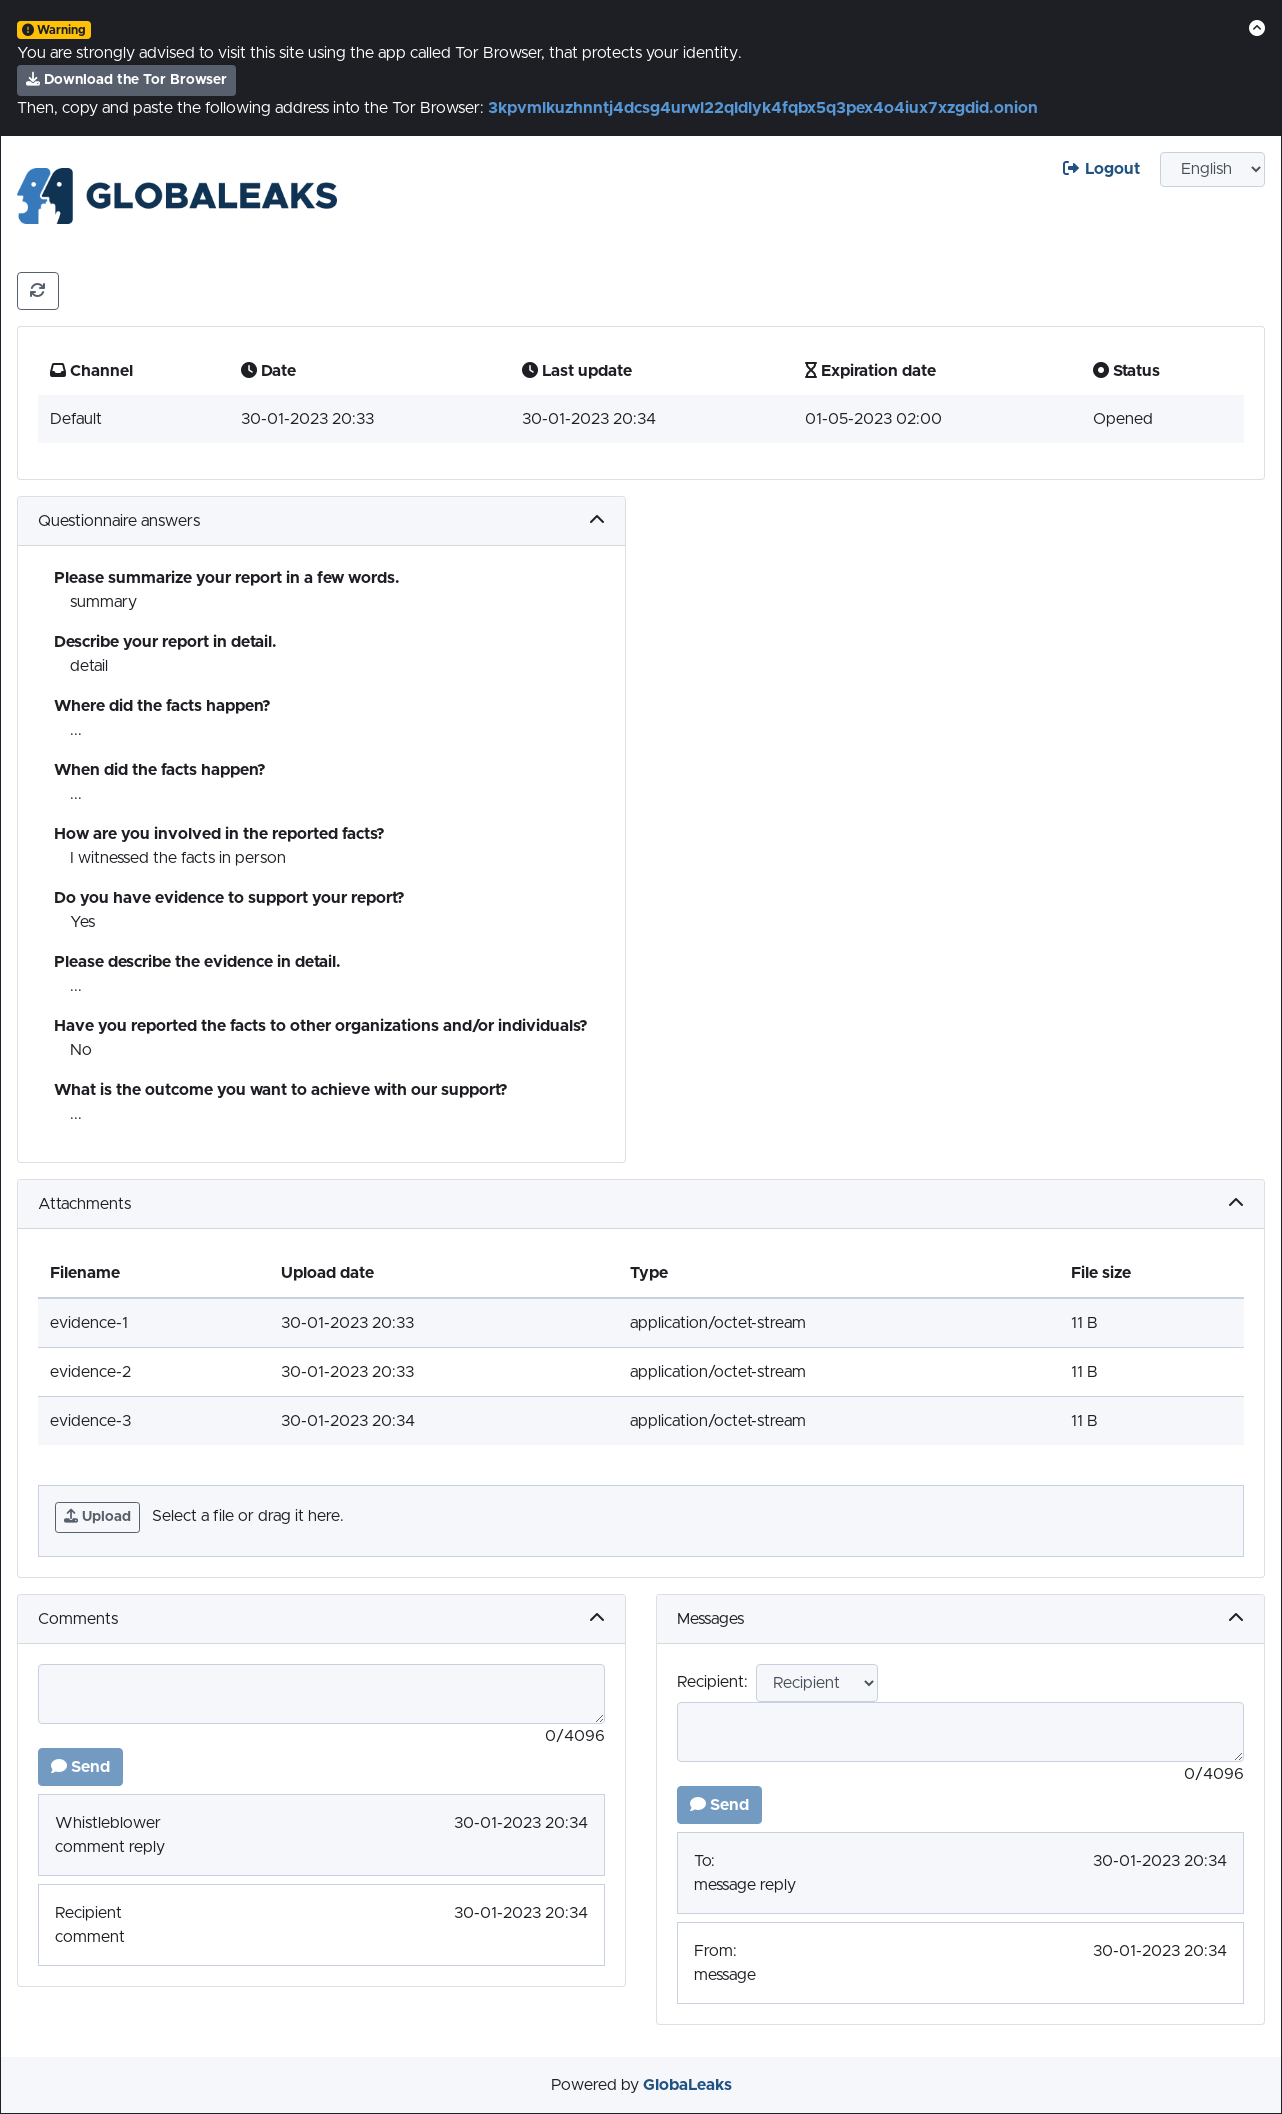 Warning
You are strongly advised to visit this site using the app called Tor Browser, that protects your identity.
Download the Tor Browser
Then, copy and paste the following address into the Tor Browser: 3kpvmlkuzhnntj4dcsg4urwl22qldlyk4fqbx5q3pex4o4iux7xzgdid.onion
Logout English
GLOBALEAKS
Channel Date Last update Expiration date Status
Default 30-01-2023 20:33 30-01-2023 20:34 01-05-2023 02:00 Opened
Questionnaire answers
Please summarize your report in a few words.
summary
Describe your report in detail.
detail
Where did the facts happen?
...
When did the facts happen?
...
How are you involved in the reported facts?
I witnessed the facts in person
Do you have evidence to support your report?
Yes
Please describe the evidence in detail.
...
Have you reported the facts to other organizations and/or individuals?
No
What is the outcome you want to achieve with our support?
...
Attachments
Filename Upload date Type File size
evidence-1 30-01-2023 20:33 application/octet-stream 11 B
evidence-2 30-01-2023 20:33 application/octet-stream 11 B
evidence-3 30-01-2023 20:34 application/octet-stream 11 B
Upload Select a file or drag it here.
Comments
0/4096
Send
Whistleblower 30-01-2023 20:34
comment reply
Recipient 30-01-2023 20:34
comment
Messages
Recipient: Recipient
0/4096
Send
To: 30-01-2023 20:34
message reply
From: 30-01-2023 20:34
message
Powered by GlobaLeaks